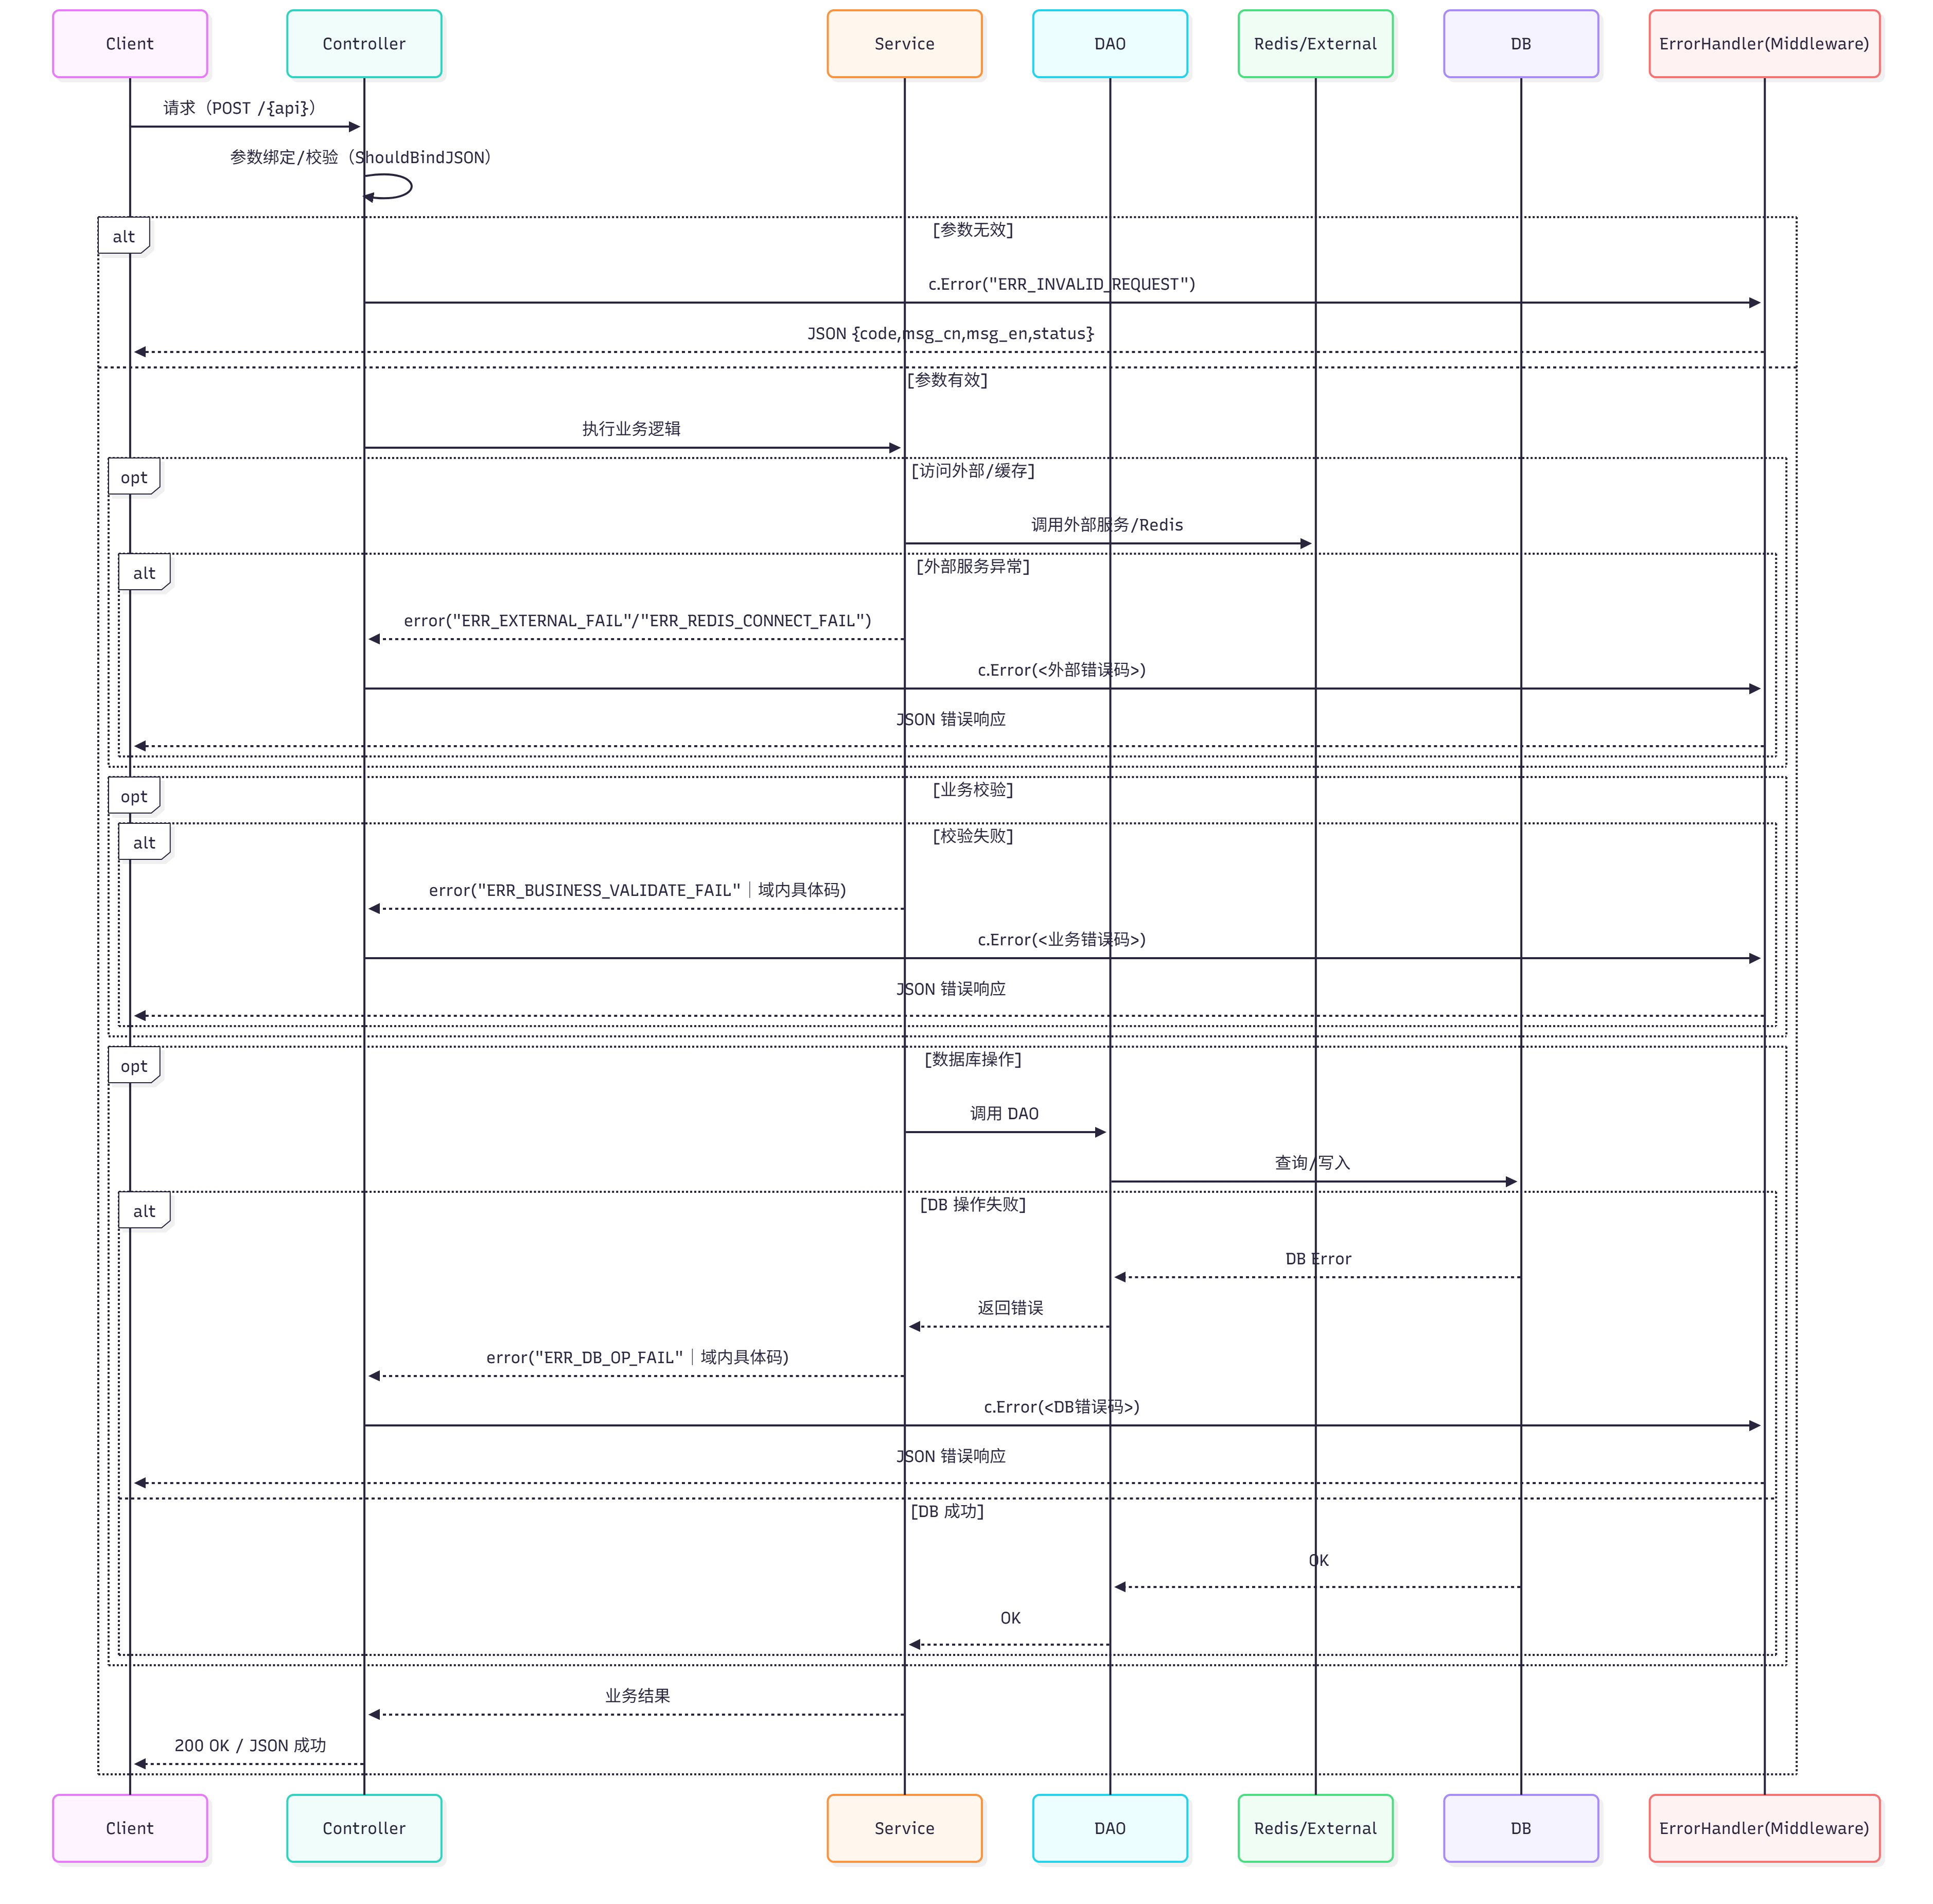 Client
Controller
Service
DAO
Redis/External
DB
ErrorHandler(Middleware)
请求（POST /{api}）
参数绑定/校验（ShouldBindJSON）
alt
[参数无效]
c.Error("ERR_INVALID_REQUEST")
JSON {code,msg_cn,msg_en,status}
[参数有效]
执行业务逻辑
opt
[访问外部/缓存]
调用外部服务/Redis
alt
[外部服务异常]
error("ERR_EXTERNAL_FAIL"/"ERR_REDIS_CONNECT_FAIL")
c.Error(<外部错误码>)
JSON 错误响应
opt
[业务校验]
alt
[校验失败]
error("ERR_BUSINESS_VALIDATE_FAIL"｜域内具体码)
c.Error(<业务错误码>)
JSON 错误响应
opt
[数据库操作]
调用 DAO
查询/写入
alt
[DB 操作失败]
DB Error
返回错误
error("ERR_DB_OP_FAIL"｜域内具体码)
c.Error(<DB错误码>)
JSON 错误响应
[DB 成功]
OK
OK
业务结果
200 OK / JSON 成功
Client
Controller
Service
DAO
Redis/External
DB
ErrorHandler(Middleware)